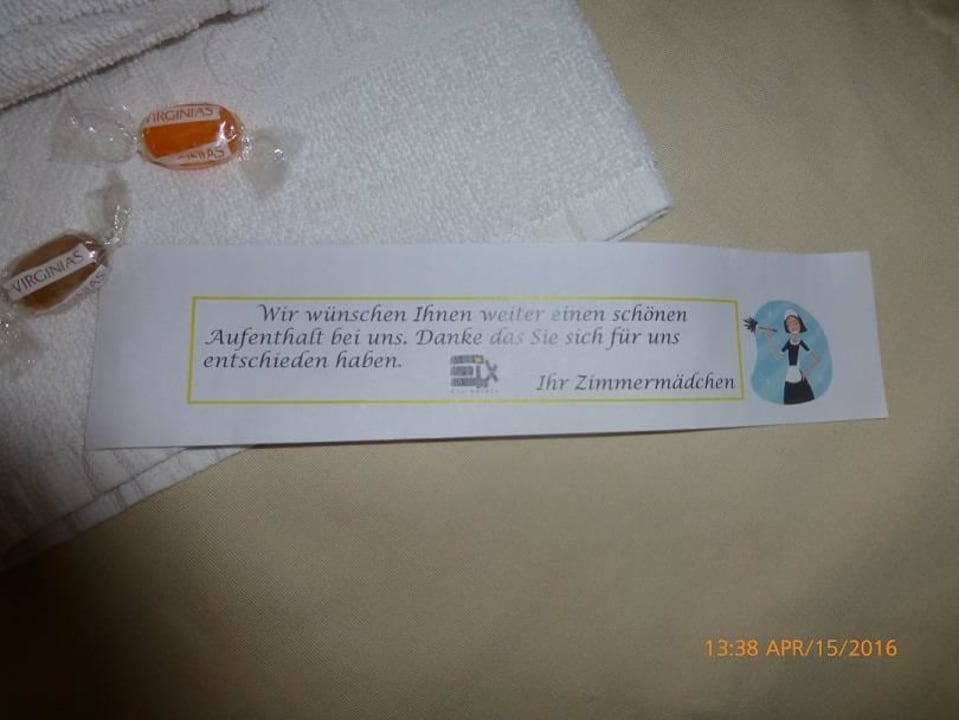 VIRGINIAS
VIRGINIAS
Wir wünschen Ihnen weiter einen schönen
Aufenthalt bei uns. Danke das Sie sich für uns
entschieden haben.
Ihr Zimmermädchen
13:38 APR/15/2016